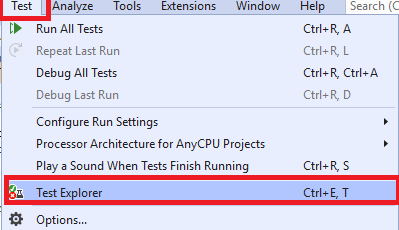 Test Analyze Tools Extensions Window Help Search (C
Run All Tests Ctrl+R, A
Repeat Last Run Ctrl+R, L
Debug All Tests Ctrl+R, Ctrl+A
Debug Last Run Ctrl+R, D
Configure Run Settings
Processor Architecture for AnyCPU Projects
Play a Sound When Tests Finish Running Ctrl+R, S
Test Explorer Ctrl+E, T
Options...